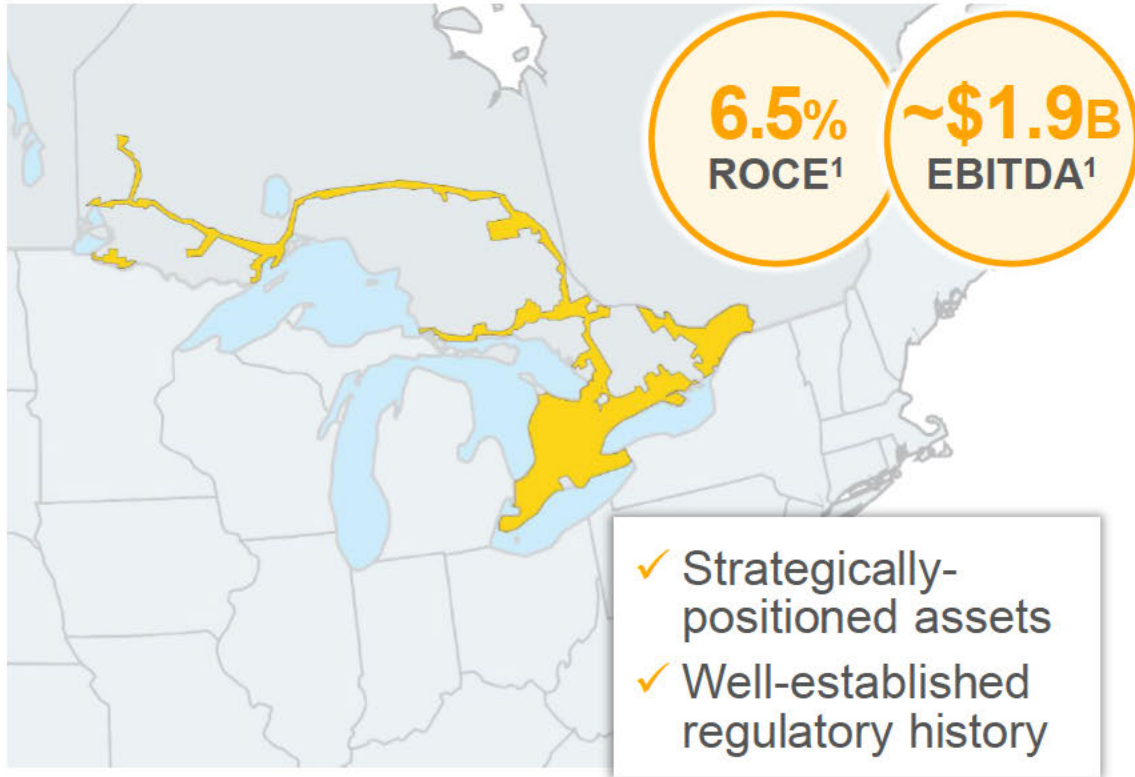 6.5%
ROCE¹
~$1.9B
EBITDA¹
✓ Strategically-
positioned assets
✓ Well-established
regulatory history